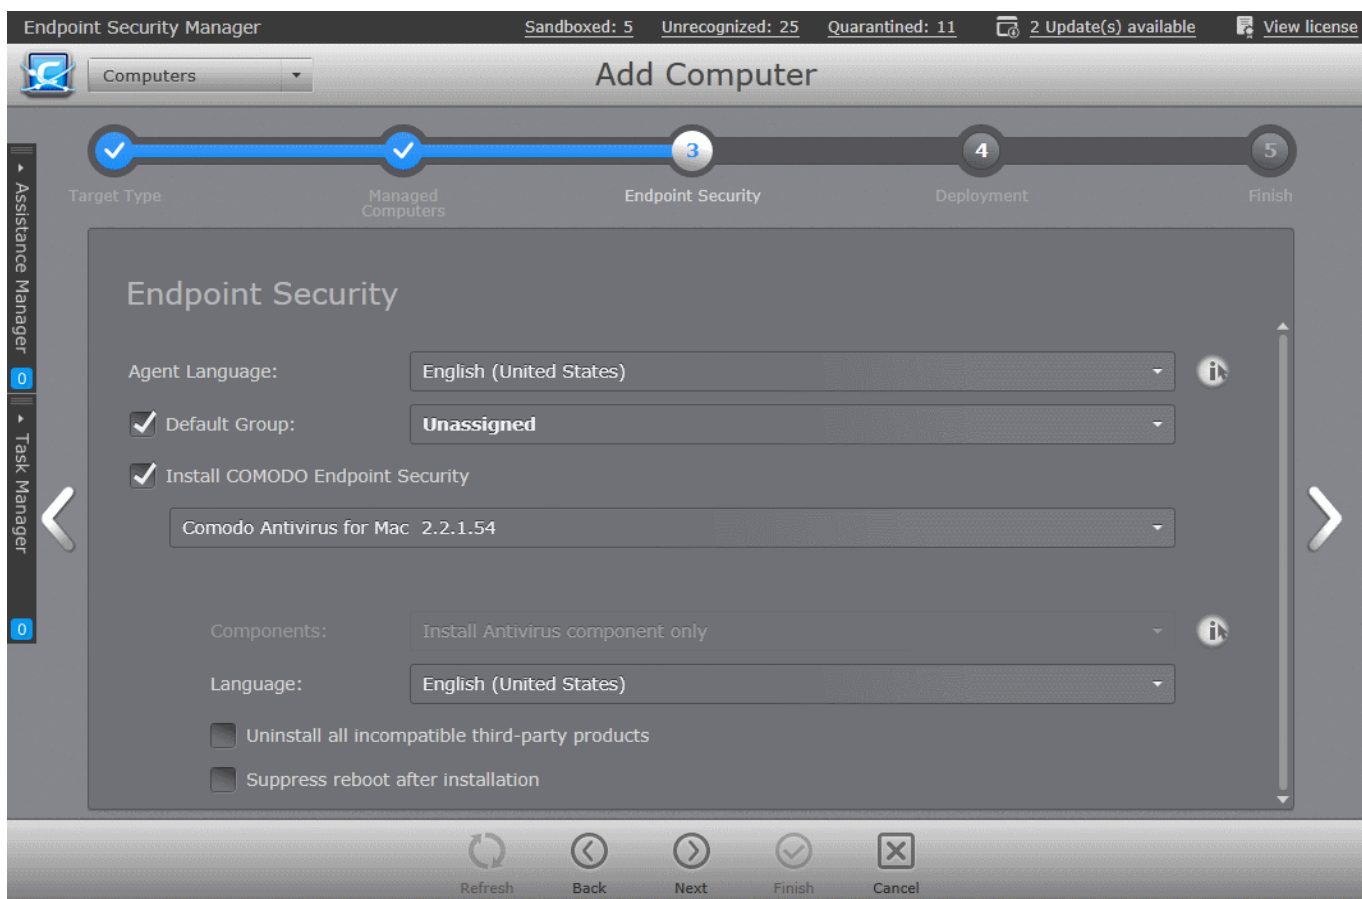 Endpoint Security Manager
Sandboxed: 5
Unrecognized: 25
Quarantined: 11
2 Update(s) available
View license
Computers
Add Computer
3
4
5
Target Type
Managed
Computers
Endpoint Security
Deployment
Finish
Assistance Manager
0
Task Manager
0
Endpoint Security
Agent Language:
English (United States)
Default Group:
Unassigned
Install COMODO Endpoint Security
Comodo Antivirus for Mac 2.2.1.54
Components:
Install Antivirus component only
Language:
English (United States)
Uninstall all incompatible third-party products
Suppress reboot after installation
Refresh
Back
Next
Finish
Cancel